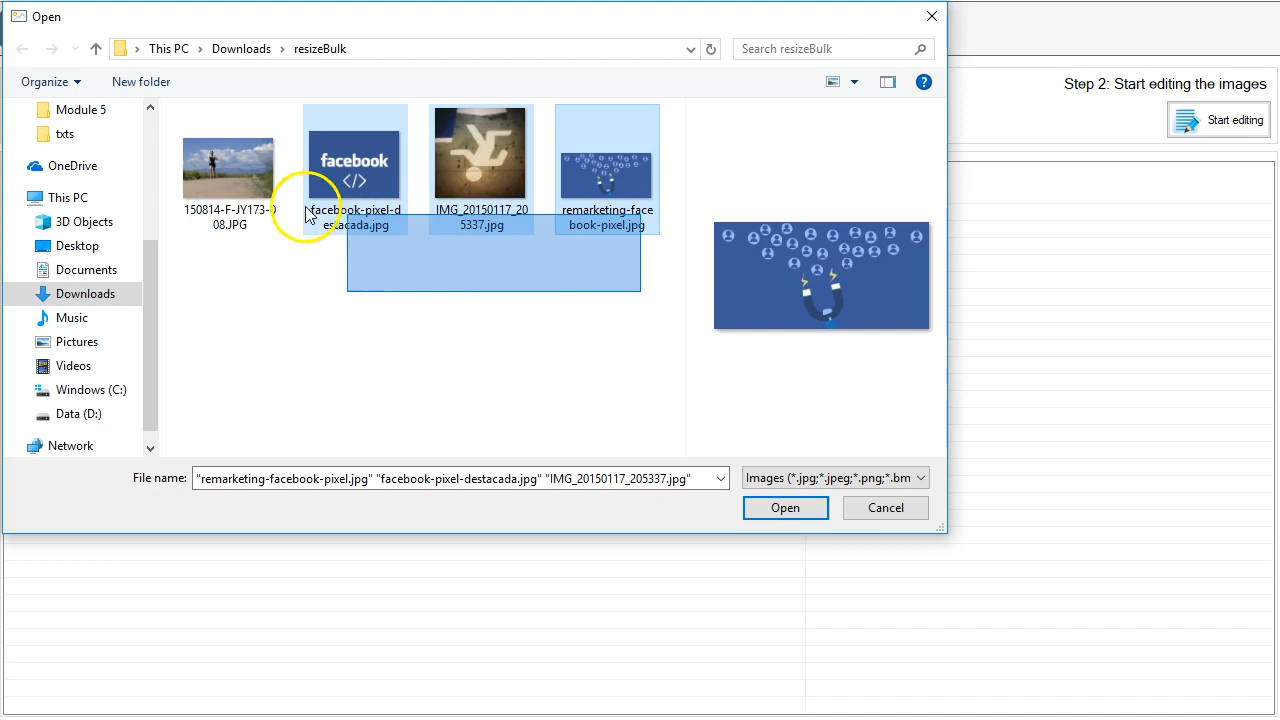 Open
This PC
Downloads
resizeBulk
Search resizeBulk
Organize
New folder
Step 2: Start editing the images
Start editing
Module 5
txts
OneDrive
This PC
3D Objects
Desktop
Documents
Downloads
Music
Pictures
Videos
Windows (C:)
Data (D:)
Network
facebook
</>
150814-F-JY173-0
08.JPG
facebook-pixel-d
estacada.jpg
IMG_20150117_20
5337.jpg
remarketing-face
book-pixel.jpg
File name:
"remarketing-facebook-pixel.jpg" "facebook-pixel-destacada.jpg" "IMG_20150117_205337.jpg"
Images (*.jpg;*.jpeg;*.png;*.bm
Open
Cancel